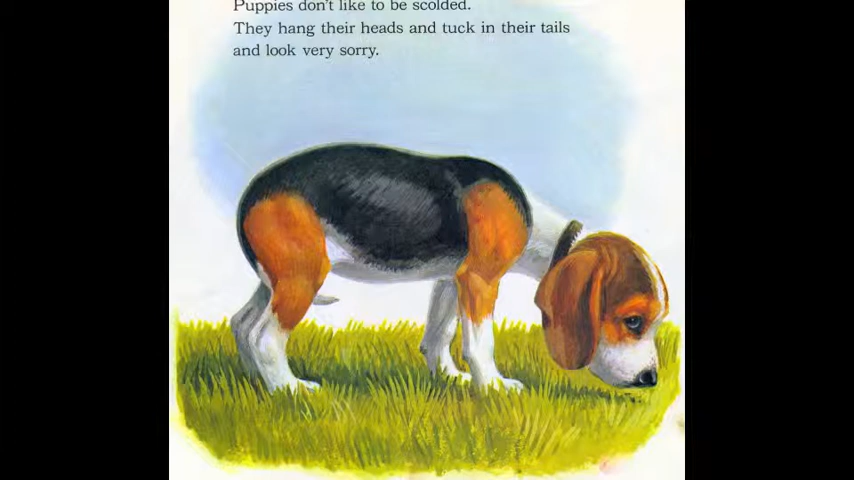 Puppies don't like to be scolded.
They hang their heads and tuck in their tails
and look very sorry.